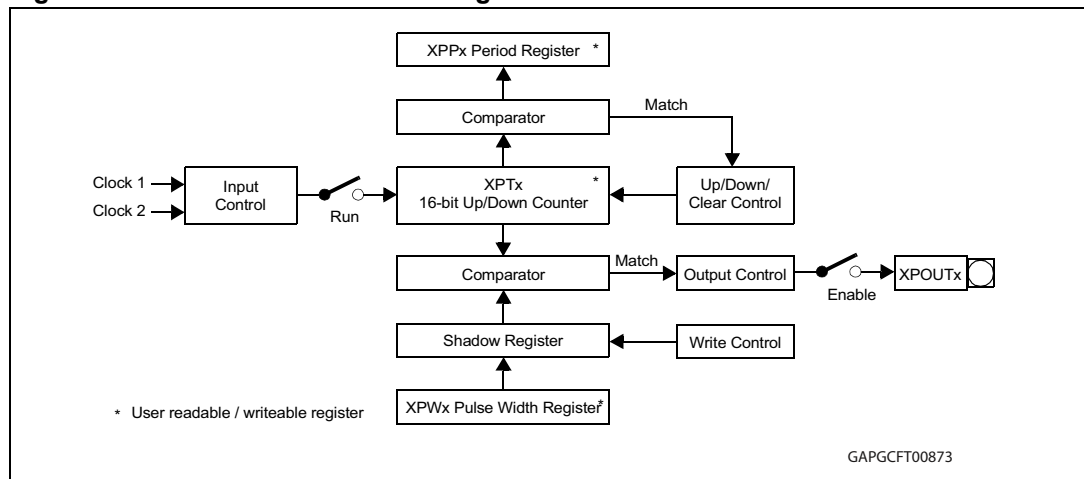 XPPx Period Register *
Comparator
Match
Clock 1
Clock 2
Input
Control
Run
XPTx *
16-bit Up/Down Counter
Up/Down/
Clear Control
Comparator
Match
Output Control
Enable
XPOUTx
Shadow Register
Write Control
XPWx Pulse Width Register*
* User readable / writeable register
GAPGCFT00873